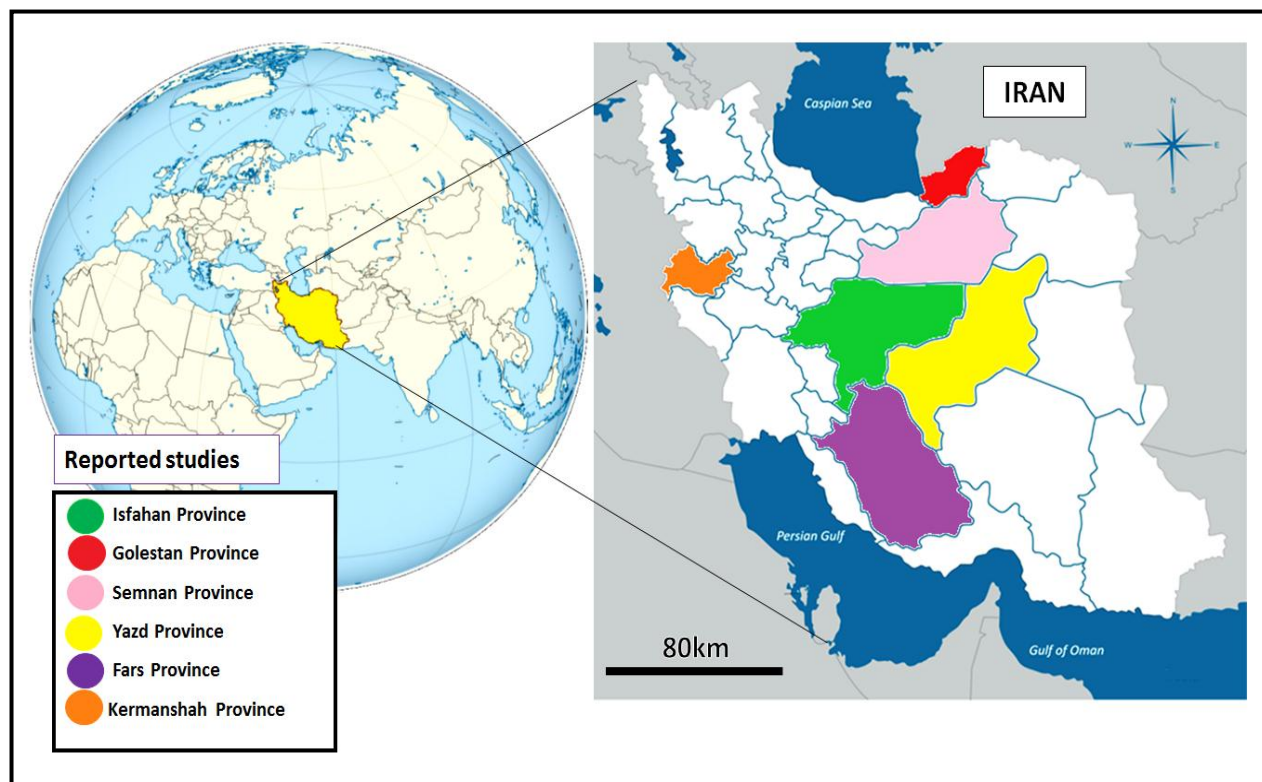 Reported studies
Isfahan Province
Golestan Province
Semnan Province
Yazd Province
Fars Province
Kermanshah Province
IRAN
Caspian Sea
N
W
E
S
Persian Gulf
80km
Gulf of Oman